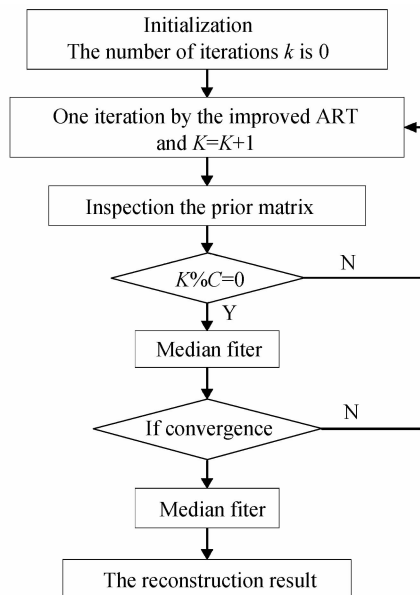 Initialization
The number of iterations k is 0
One iteration by the improved ART
and K=K+1
Inspection the prior matrix
K%C=0
N
Y
Median fiter
If convergence
N
Median fiter
The reconstruction result